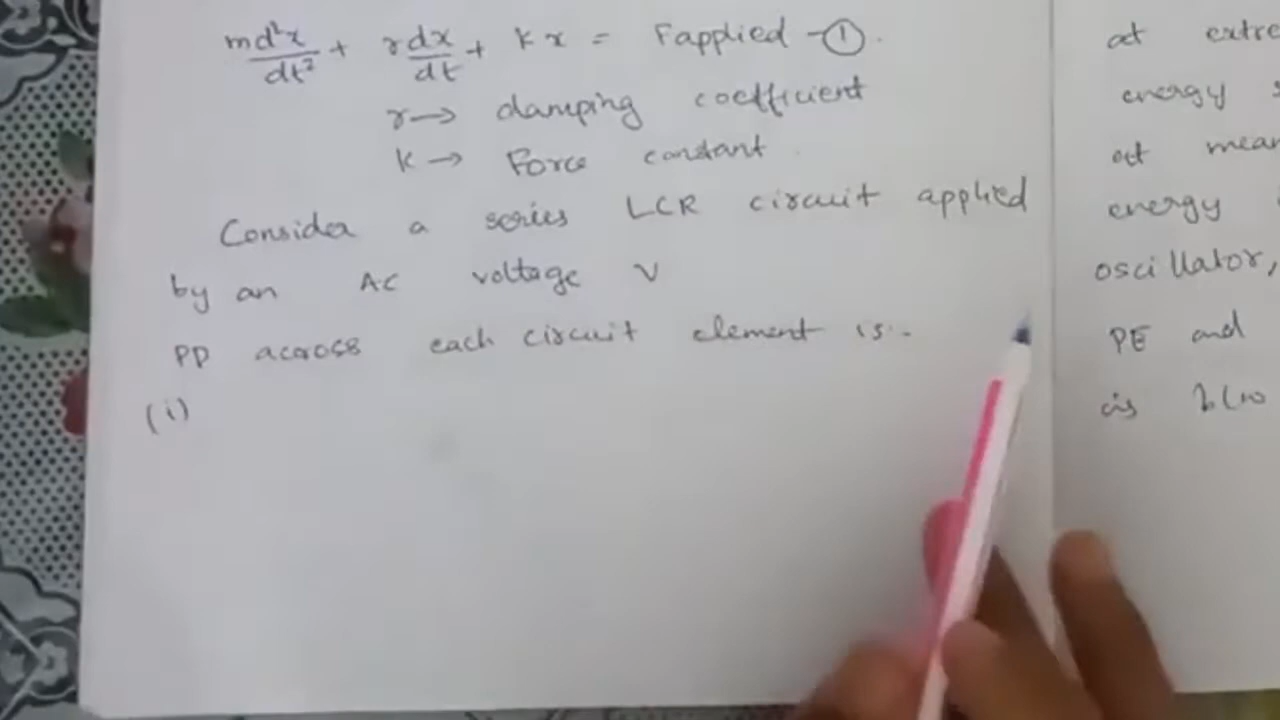 md²x/dt² + r dx/dt + kx = Fapplied -①.
r → damping coefficient
k → Force constant
Consider a series LCR circuit applied
by an AC voltage V
PD across each circuit element is.
(i)
at extre
energy
at mean
energy
oscillator,
PE and
is